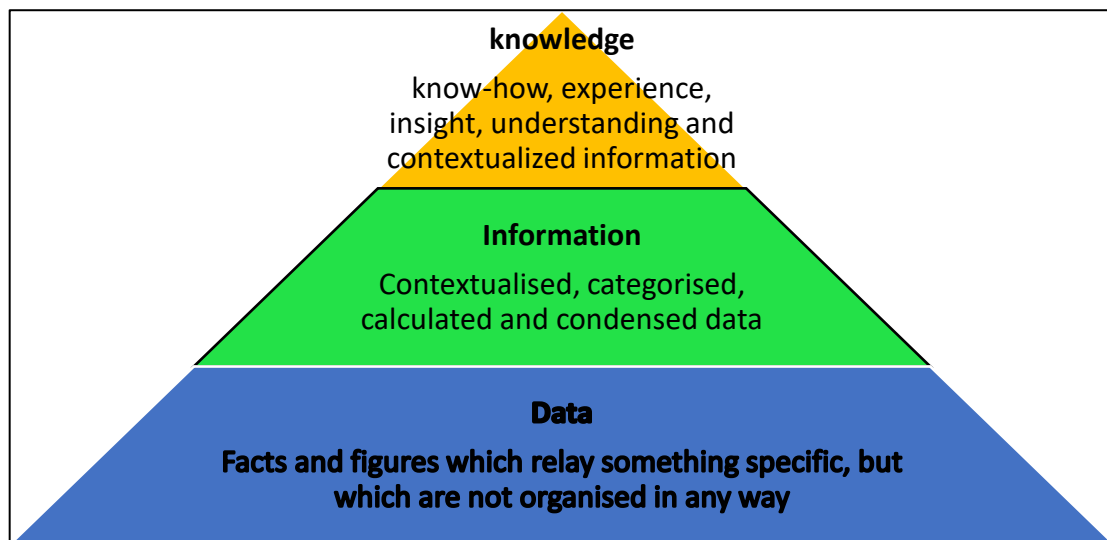 knowledge
know-how, experience,
insight, understanding and
contextualized information
Information
Contextualised, categorised,
calculated and condensed data
Data
Facts and figures which relay something specific, but
which are not organised in any way